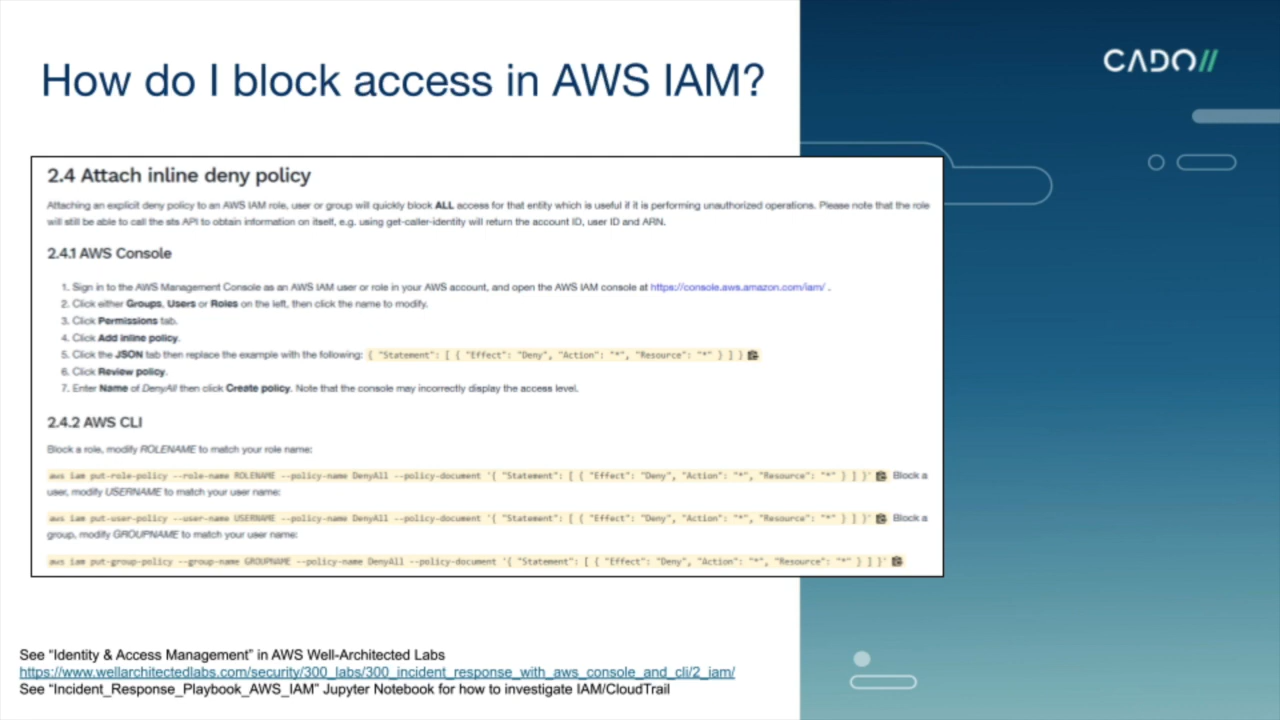 How do I block access in AWS IAM?
CADO//
2.4 Attach inline deny policy
Attaching an explicit deny policy to an AWS IAM role, user or group will quickly block ALL access for that entity which is useful if it is performing unauthorized operations. Please note that the role
will still be able to call the sts API to obtain information on itself, e.g. using get-caller-identity will return the account ID, user ID and ARN.
2.4.1 AWS Console
1. Sign in to the AWS Management Console as an AWS IAM user or role in your AWS account, and open the AWS IAM console at https://console.aws.amazon.com/iam/ .
2. Click either Groups, Users or Roles on the left, then click the name to modify.
3. Click Permissions tab.
4. Click Add inline policy.
5. Click the JSON tab then replace the example with the following: { "Statement": [ { "Effect": "Deny", "Action": "*", "Resource": "*" } ] }
6. Click Review policy.
7. Enter Name of DenyAll then click Create policy. Note that the console may incorrectly display the access level.
2.4.2 AWS CLI
Block a role, modify ROLENAME to match your role name:
aws iam put-role-policy --role-name ROLENAME --policy-name DenyAll --policy-document '{ "Statement": [ { "Effect": "Deny", "Action": "*", "Resource": "*" } ] }' Block a
user, modify USERNAME to match your user name:
aws iam put-user-policy --user-name USERNAME --policy-name DenyAll --policy-document '{ "Statement": [ { "Effect": "Deny", "Action": "*", "Resource": "*" } ] }' Block a
group, modify GROUPNAME to match your user name:
aws iam put-group-policy --group-name GROUPNAME --policy-name DenyAll --policy-document '{ "Statement": [ { "Effect": "Deny", "Action": "*", "Resource": "*" } ] }'
See “Identity & Access Management” in AWS Well-Architected Labs
https://www.wellarchitectedlabs.com/security/300_labs/300_incident_response_with_aws_console_and_cli/2_iam/
See “Incident_Response_Playbook_AWS_IAM” Jupyter Notebook for how to investigate IAM/CloudTrail